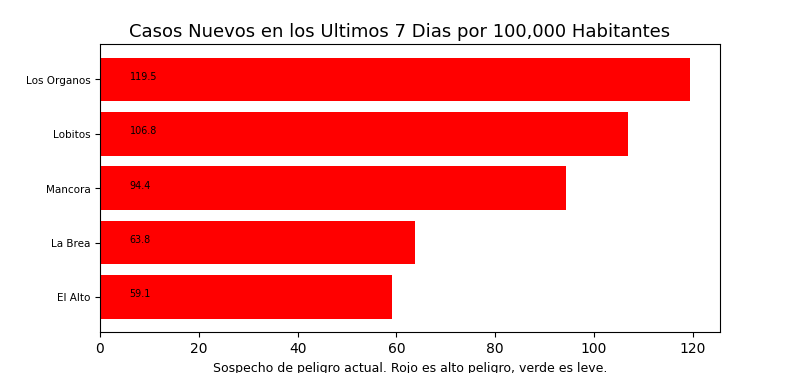 Casos Nuevos en los Ultimos 7 Dias por 100,000 Habitantes
Los Organos 119.5
Lobitos 106.8
Mancora 94.4
La Brea 63.8
El Alto 59.1
0 20 40 60 80 100 120
Sospecho de peligro actual. Rojo es alto peligro, verde es leve.